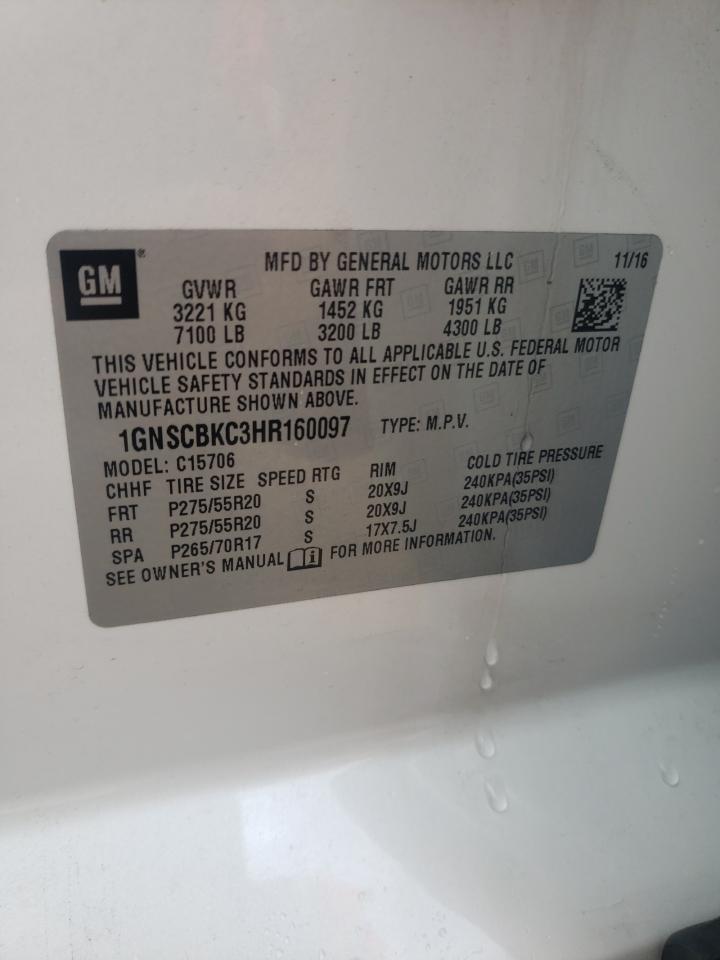 GM®
MFD BY GENERAL MOTORS LLC 11/16
GVWR GAWR FRT GAWR RR
3221 KG 1452 KG 1951 KG
7100 LB 3200 LB 4300 LB
THIS VEHICLE CONFORMS TO ALL APPLICABLE U.S. FEDERAL MOTOR
VEHICLE SAFETY STANDARDS IN EFFECT ON THE DATE OF
MANUFACTURE SHOWN ABOVE.
1GNSCBKC3HR160097 TYPE: M.P.V.
MODEL: C15706
CHHF TIRE SIZE SPEED RTG RIM COLD TIRE PRESSURE
FRT P275/55R20 S 20X9J 240KPA(35PSI)
RR P275/55R20 S 20X9J 240KPA(35PSI)
SPA P265/70R17 S 17X7.5J 240KPA(35PSI)
SEE OWNER'S MANUAL i FOR MORE INFORMATION.